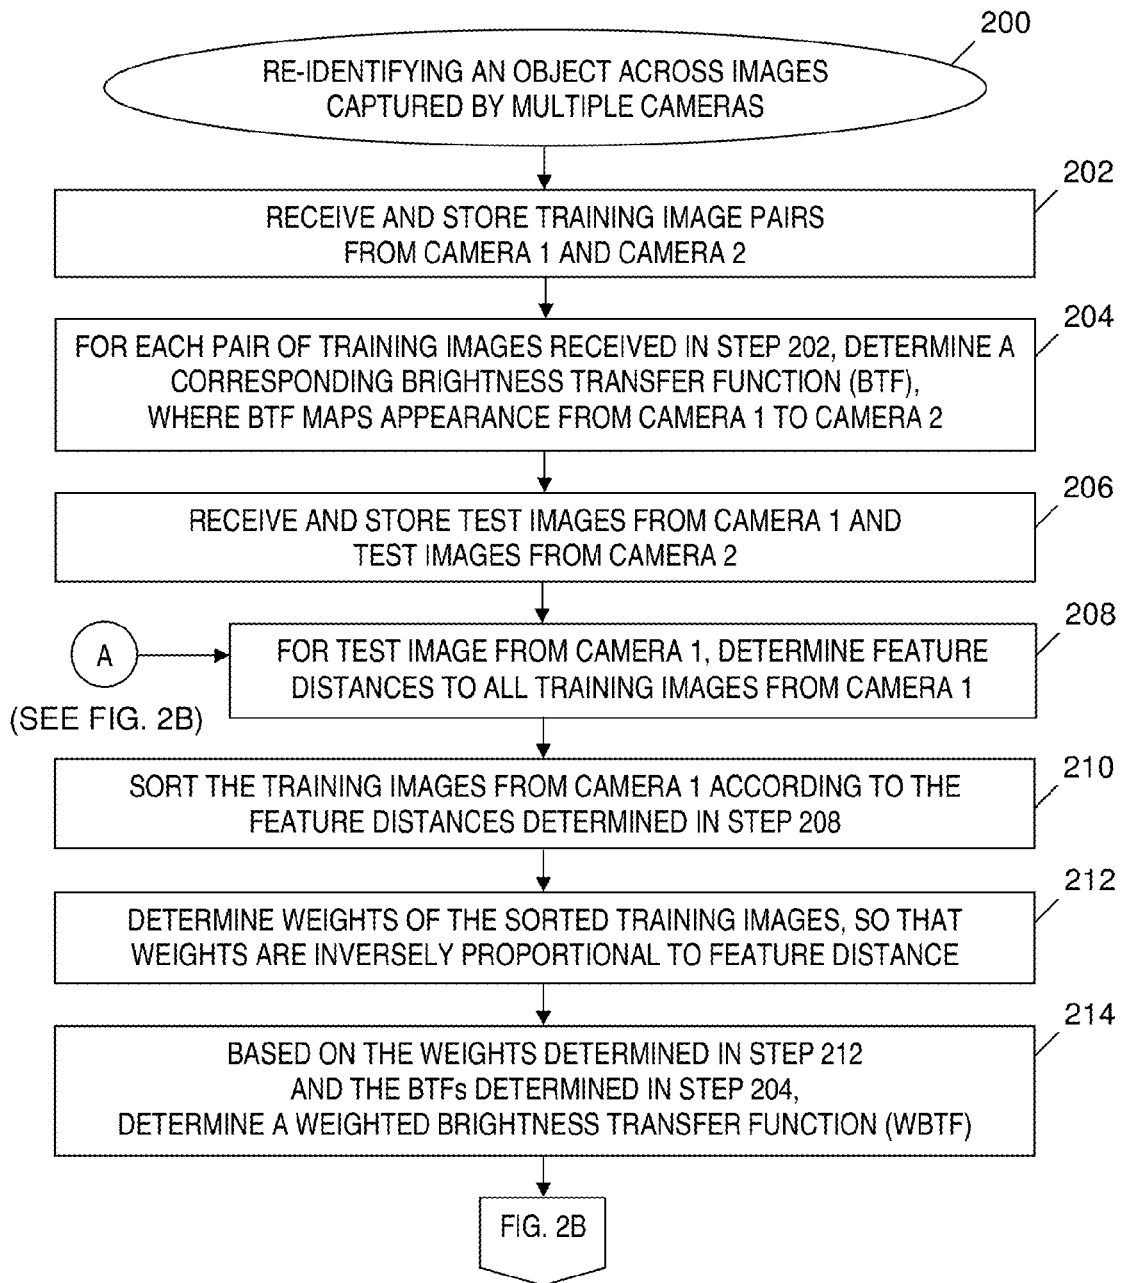 200
RE-IDENTIFYING AN OBJECT ACROSS IMAGES
CAPTURED BY MULTIPLE CAMERAS
202
RECEIVE AND STORE TRAINING IMAGE PAIRS
FROM CAMERA 1 AND CAMERA 2
204
FOR EACH PAIR OF TRAINING IMAGES RECEIVED IN STEP 202, DETERMINE A
CORRESPONDING BRIGHTNESS TRANSFER FUNCTION (BTF),
WHERE BTF MAPS APPEARANCE FROM CAMERA 1 TO CAMERA 2
206
RECEIVE AND STORE TEST IMAGES FROM CAMERA 1 AND
TEST IMAGES FROM CAMERA 2
208
A
(SEE FIG. 2B)
FOR TEST IMAGE FROM CAMERA 1, DETERMINE FEATURE
DISTANCES TO ALL TRAINING IMAGES FROM CAMERA 1
210
SORT THE TRAINING IMAGES FROM CAMERA 1 ACCORDING TO THE
FEATURE DISTANCES DETERMINED IN STEP 208
212
DETERMINE WEIGHTS OF THE SORTED TRAINING IMAGES, SO THAT
WEIGHTS ARE INVERSELY PROPORTIONAL TO FEATURE DISTANCE
214
BASED ON THE WEIGHTS DETERMINED IN STEP 212
AND THE BTFs DETERMINED IN STEP 204,
DETERMINE A WEIGHTED BRIGHTNESS TRANSFER FUNCTION (WBTF)
FIG. 2B